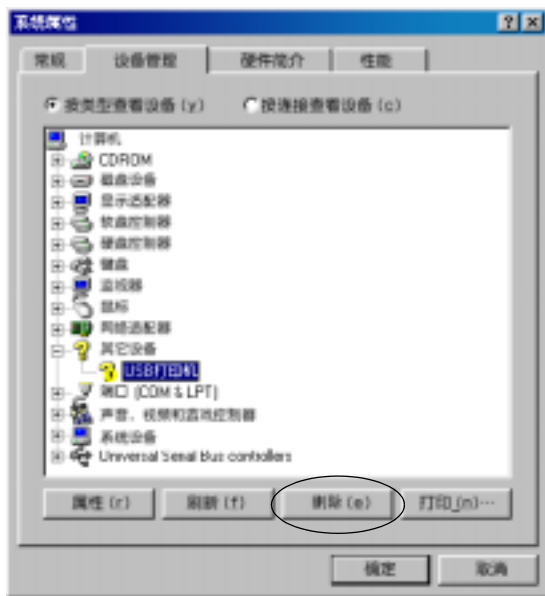 系统属性
常规 设备管理 硬件简介 性能
按类型查看设备 (y) 按连接查看设备 (c)
计算机
CDROM
磁盘设备
显示适配器
软盘控制器
硬盘控制器
键盘
监视器
鼠标
网络适配器
其它设备
USB打印机
端口 (COM & LPT)
声音、视频和游戏控制器
系统设备
Universal Serial Bus controllers
属性 (r) 刷新 (f) 删除 (e) 打印 (n)…
确定 取消